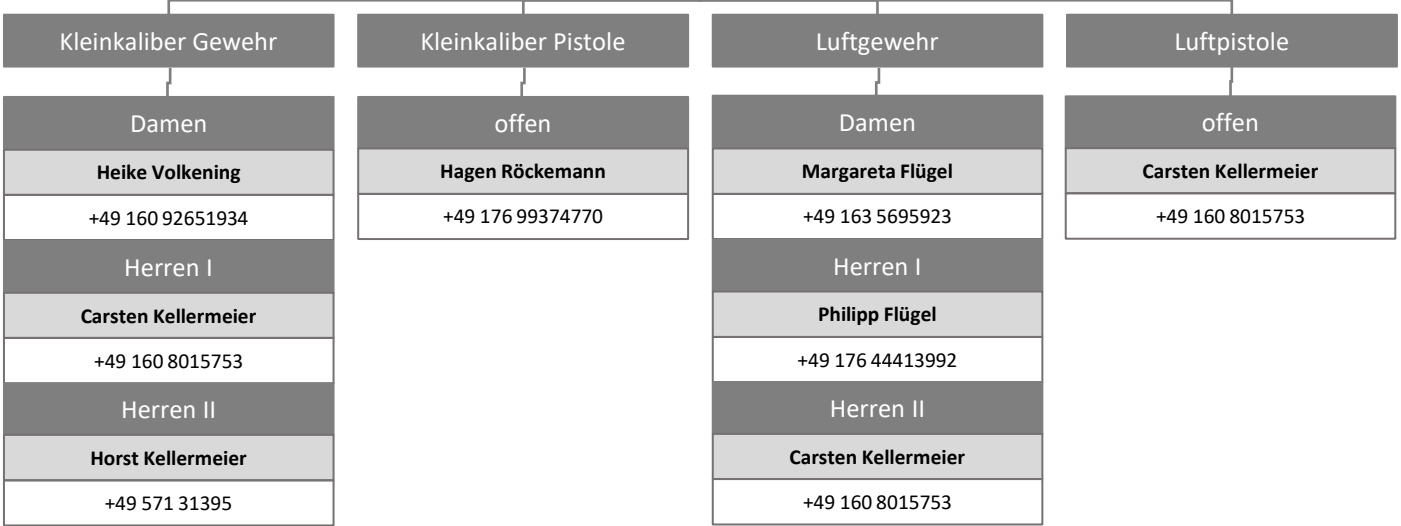 Kleinkaliber Gewehr
Damen
Heike Volkening
+49 160 92651934
Herren I
Carsten Kellermeier
+49 160 8015753
Herren II
Horst Kellermeier
+49 571 31395
Kleinkaliber Pistole
offen
Hagen Röckemann
+49 176 99374770
Luftgewehr
Damen
Margareta Flügel
+49 163 5695923
Herren I
Philipp Flügel
+49 176 44413992
Herren II
Carsten Kellermeier
+49 160 8015753
Luftpistole
offen
Carsten Kellermeier
+49 160 8015753